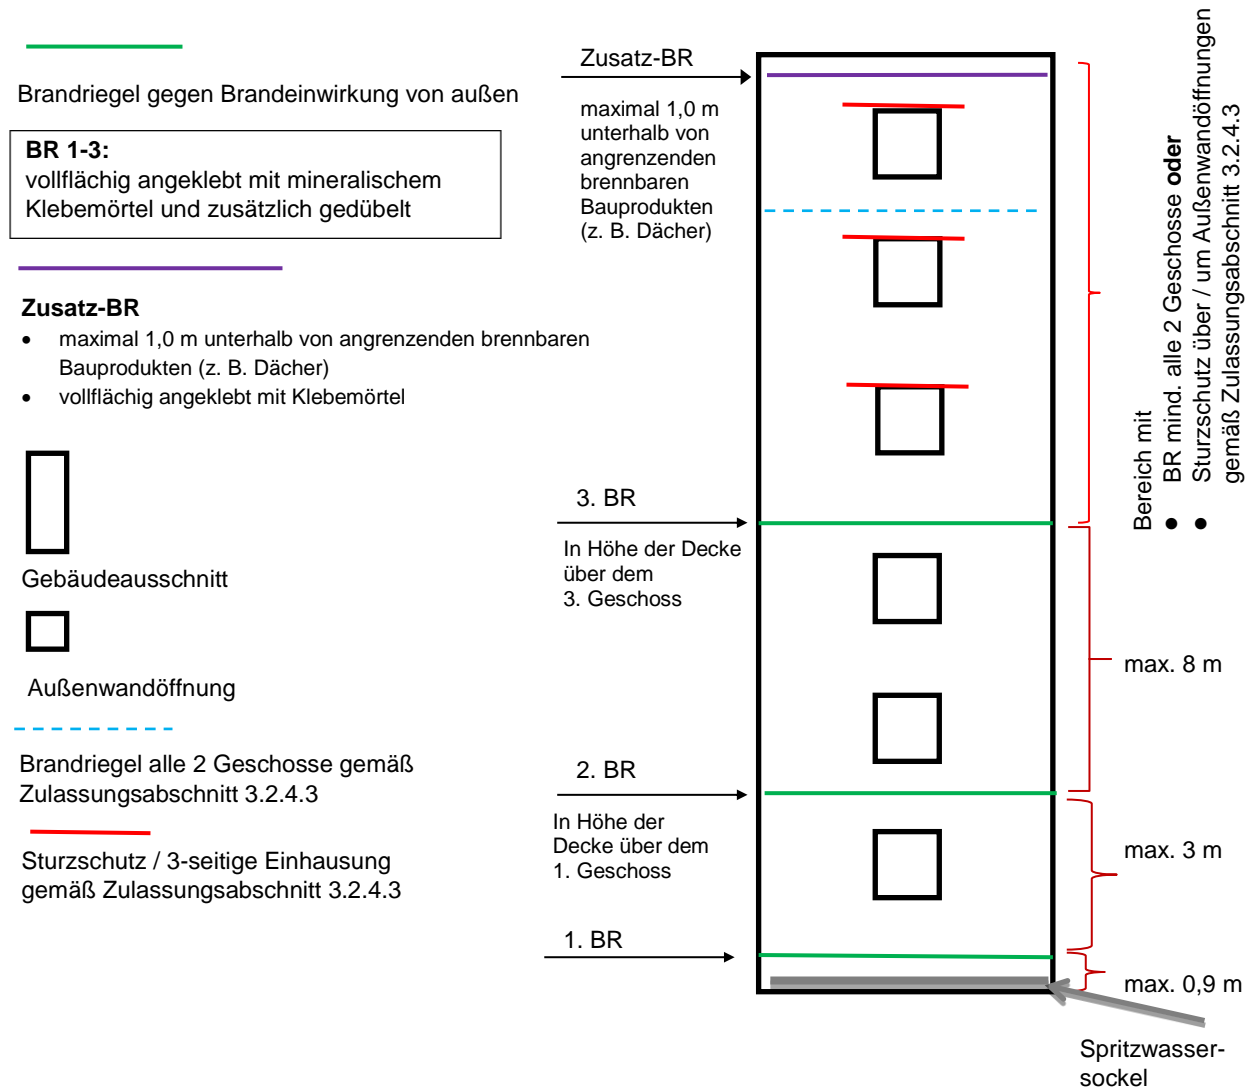 Brandriegel gegen Brandeinwirkung von außen
BR 1-3:
vollflächig angeklebt mit mineralischem
Klebemörtel und zusätzlich gedübelt
Zusatz-BR
• maximal 1,0 m unterhalb von angrenzenden brennbaren
Bauprodukten (z. B. Dächer)
• vollflächig angeklebt mit Klebemörtel
Gebäudeausschnitt
Außenwandöffnung
Brandriegel alle 2 Geschosse gemäß
Zulassungsabschnitt 3.2.4.3
Sturzschutz / 3-seitige Einhausung
gemäß Zulassungsabschnitt 3.2.4.3
Zusatz-BR
maximal 1,0 m
unterhalb von
angrenzenden
brennbaren
Bauprodukten
(z. B. Dächer)
3. BR
In Höhe der Decke
über dem
3. Geschoss
2. BR
In Höhe der
Decke über dem
1. Geschoss
1. BR
Bereich mit
• BR mind. alle 2 Geschosse oder
• Sturzschutz über / um Außenwandöffnungen
gemäß Zulassungsabschnitt 3.2.4.3
max. 8 m
max. 3 m
max. 0,9 m
Spritzwasser-
sockel